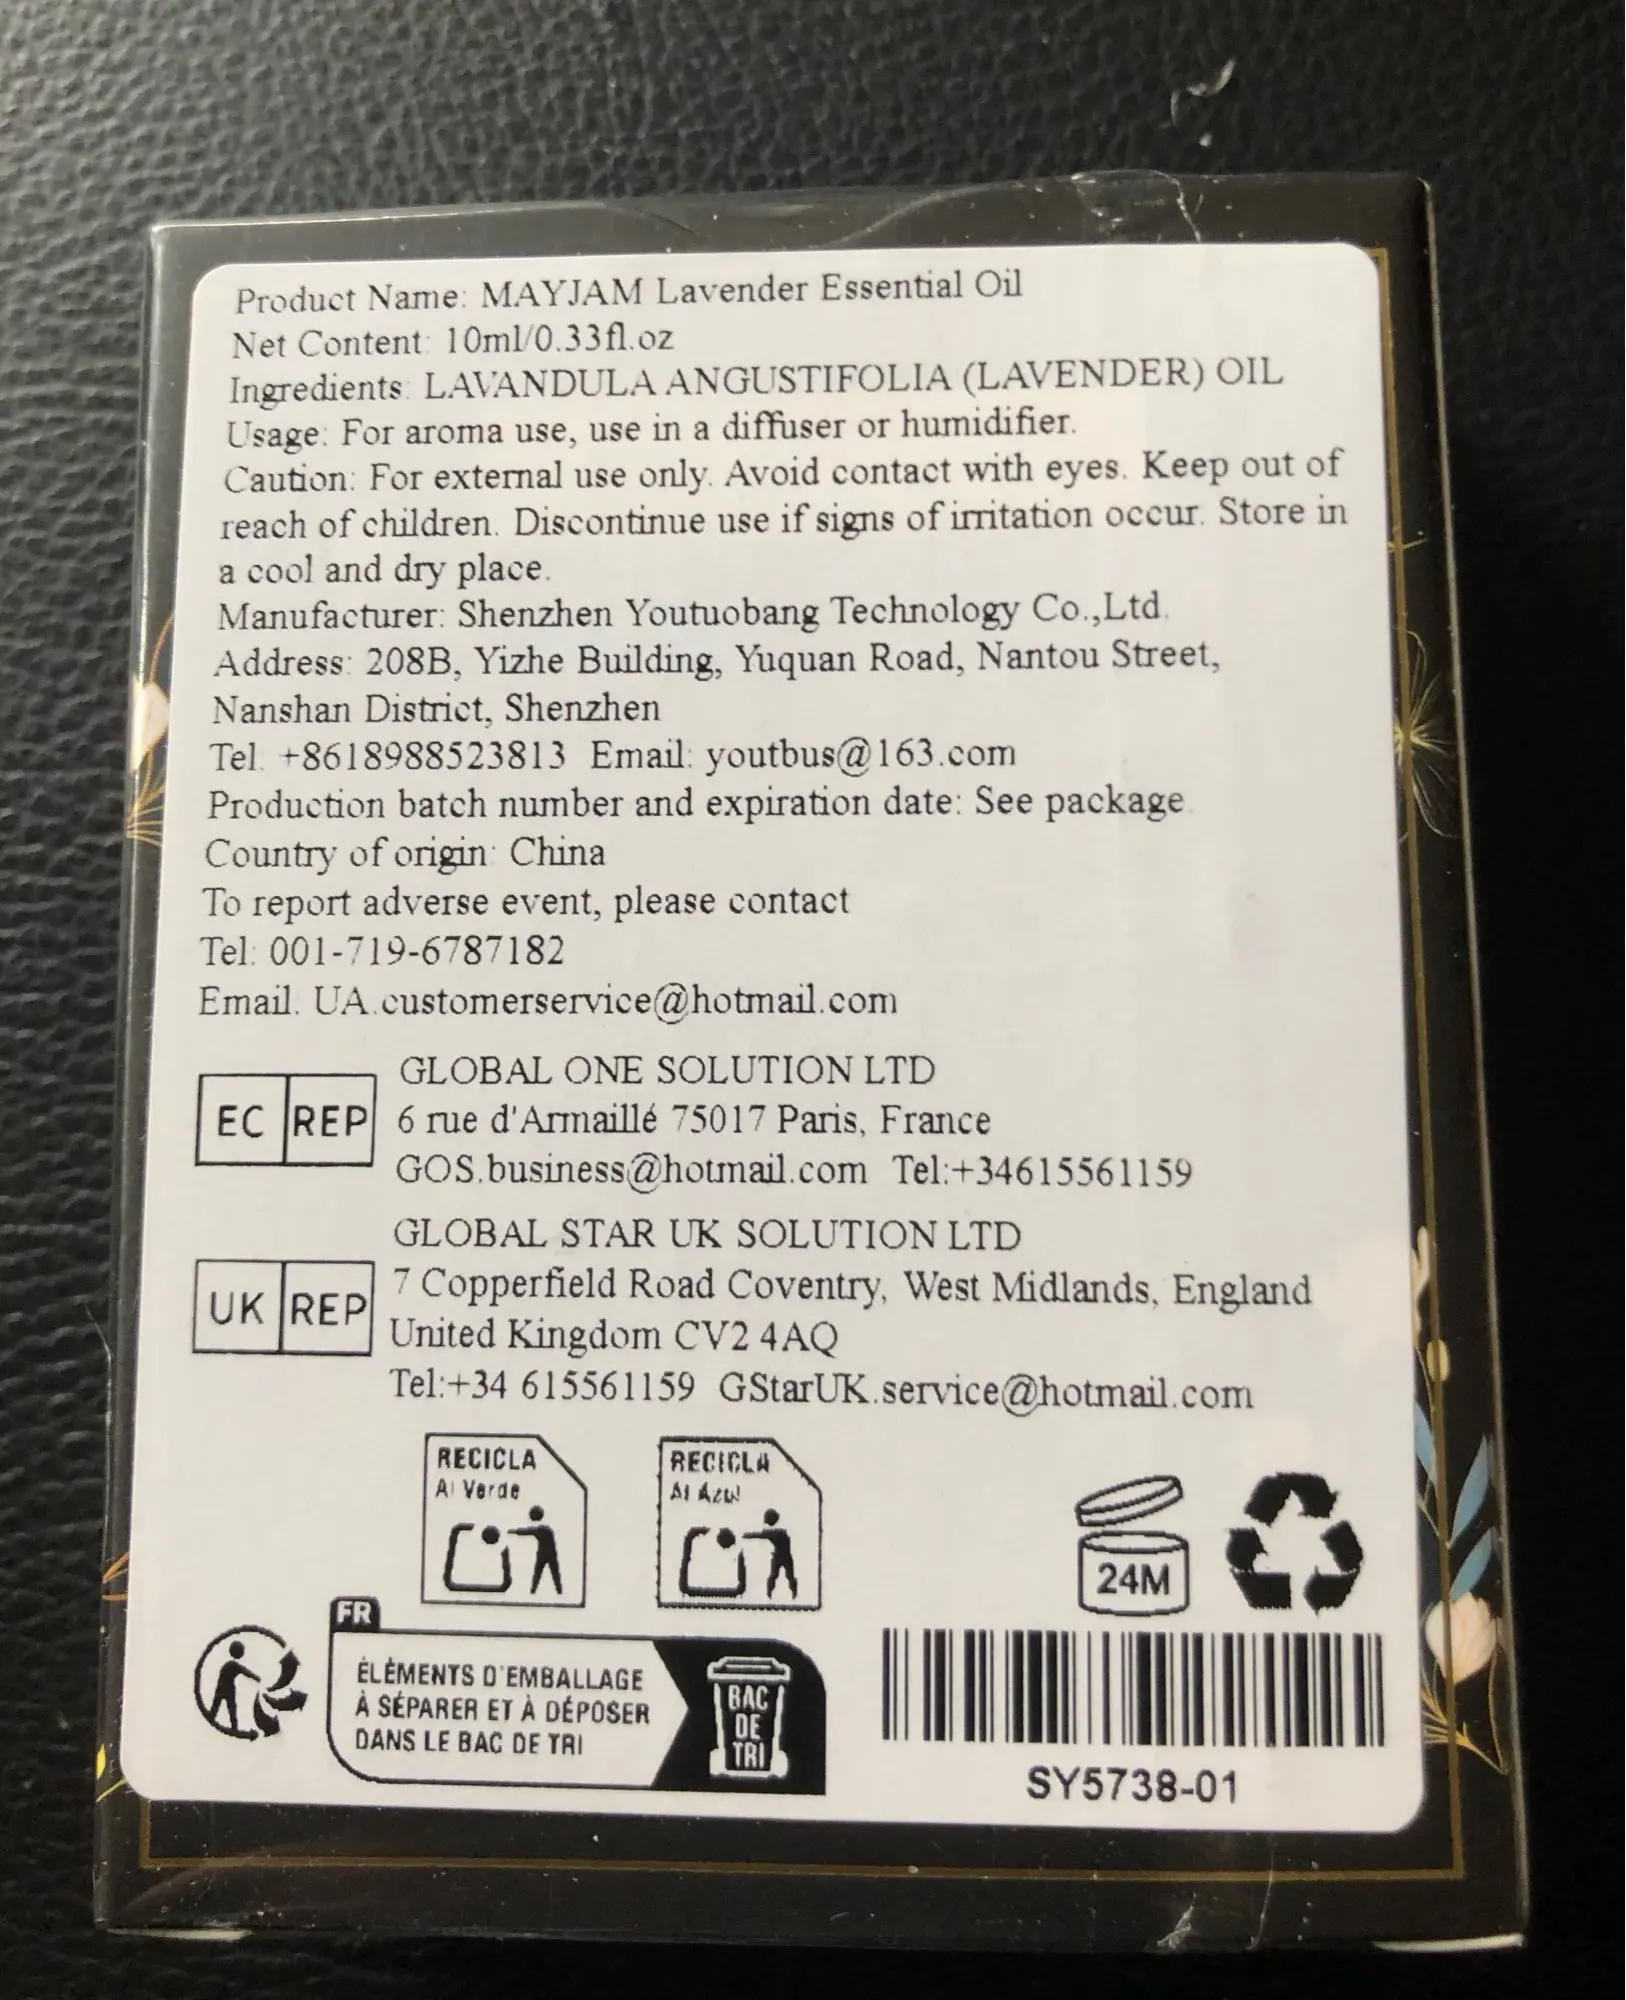 Product Name: MAYJAM Lavender Essential Oil
Net Content: 10ml/0.33fl.oz
Ingredients: LAVANDULA ANGUSTIFOLIA (LAVENDER) OIL
Usage: For aroma use, use in a diffuser or humidifier.
Caution: For external use only. Avoid contact with eyes. Keep out of
reach of children. Discontinue use if signs of irritation occur. Store in
a cool and dry place.
Manufacturer: Shenzhen Youtuobang Technology Co.,Ltd.
Address: 208B, Yizhe Building, Yuquan Road, Nantou Street,
Nanshan District, Shenzhen
Tel. +8618988523813 Email: youtbus@163.com
Production batch number and expiration date: See package.
Country of origin: China
To report adverse event, please contact
Tel: 001-719-6787182
Email. UA.customerservice@hotmail.com
GLOBAL ONE SOLUTION LTD
EC REP 6 rue d'Armaillé 75017 Paris, France
GOS.business@hotmail.com Tel:+34615561159
GLOBAL STAR UK SOLUTION LTD
7 Copperfield Road Coventry, West Midlands, England
UK REP United Kingdom CV2 4AQ
Tel:+34 615561159 GStarUK.service@hotmail.com
RECICLA
Al Verde
RECICLA
Al Azul
24M
FR
ÉLÉMENTS D'EMBALLAGE
À SÉPARER ET À DÉPOSER
DANS LE BAC DE TRI
BAC
DE
TRI
SY5738-01